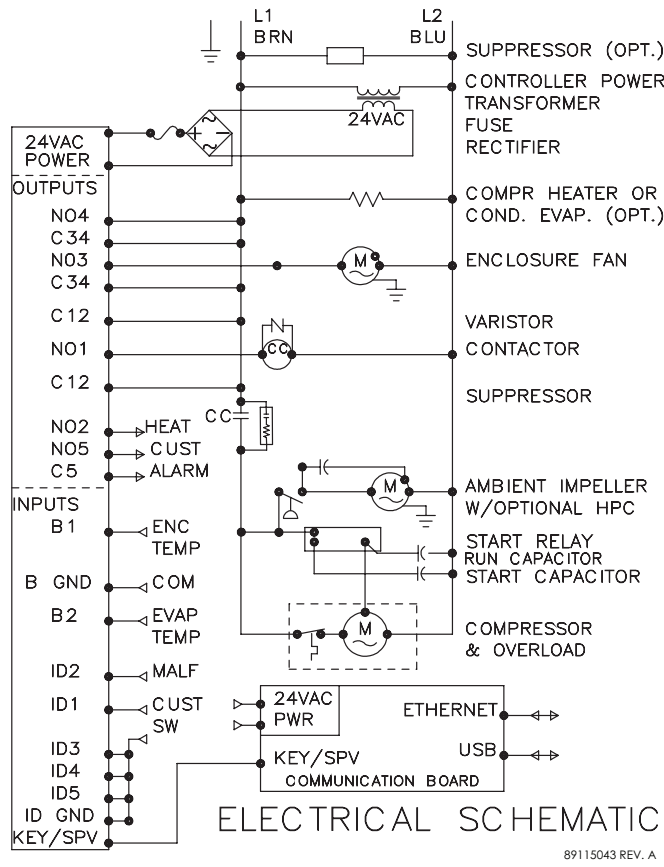 L1
BRN
L2
BLU
SUPPRESSOR (OPT.)
CONTROLLER POWER
TRANSFORMER
FUSE
RECTIFIER
24VAC
24VAC
POWER
OUTPUTS
NO4
C34
NO3
C34
C12
NO1
C12
NO2
NO5
C5
HEAT
CUST
ALARM
COMPR HEATER OR
COND. EVAP. (OPT.)
M
ENCLOSURE FAN
VARISTOR
N
CC
CONTACTOR
SUPPRESSOR
CC
M
AMBIENT IMPELLER
W/OPTIONAL HPC
START RELAY
RUN CAPACITOR
START CAPACITOR
M
COMPRESSOR
& OVERLOAD
INPUTS
B1
ENC
TEMP
B GND
COM
B2
EVAP
TEMP
ID2
MALF
ID1
CUST
SW
ID3
ID4
ID5
ID GND
KEY/SPV
24VAC
PWR
KEY/SPV
ETHERNET
USB
COMMUNICATION BOARD
ELECTRICAL SCHEMATIC
89115043 REV. A